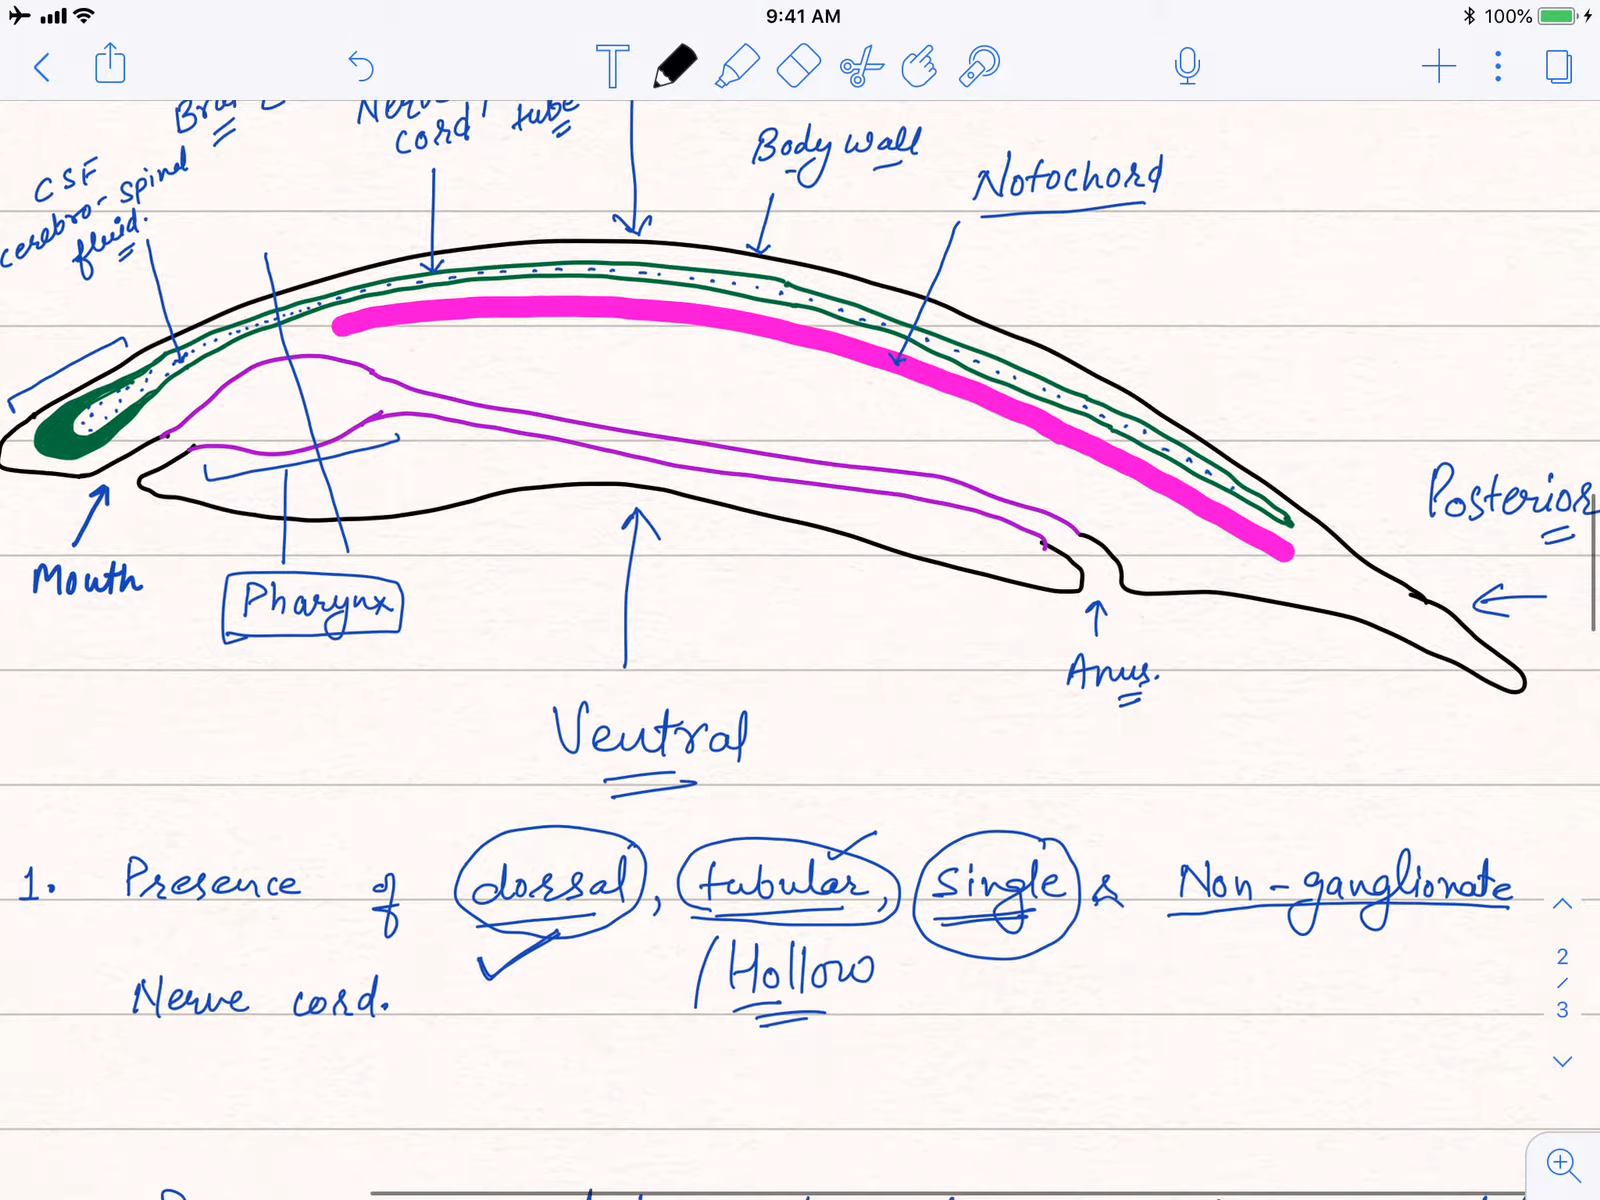 9:41 AM
100%
T
cord tube
Body wall
Notochord
CSF
cerebro-spinal
fluid.
Posterior
Mouth
Pharynx
Anus.
Ventral
1. Presence of dorsal, tubular, single & Non-ganglionate
/Hollow
Nerve cord.
2
/
3